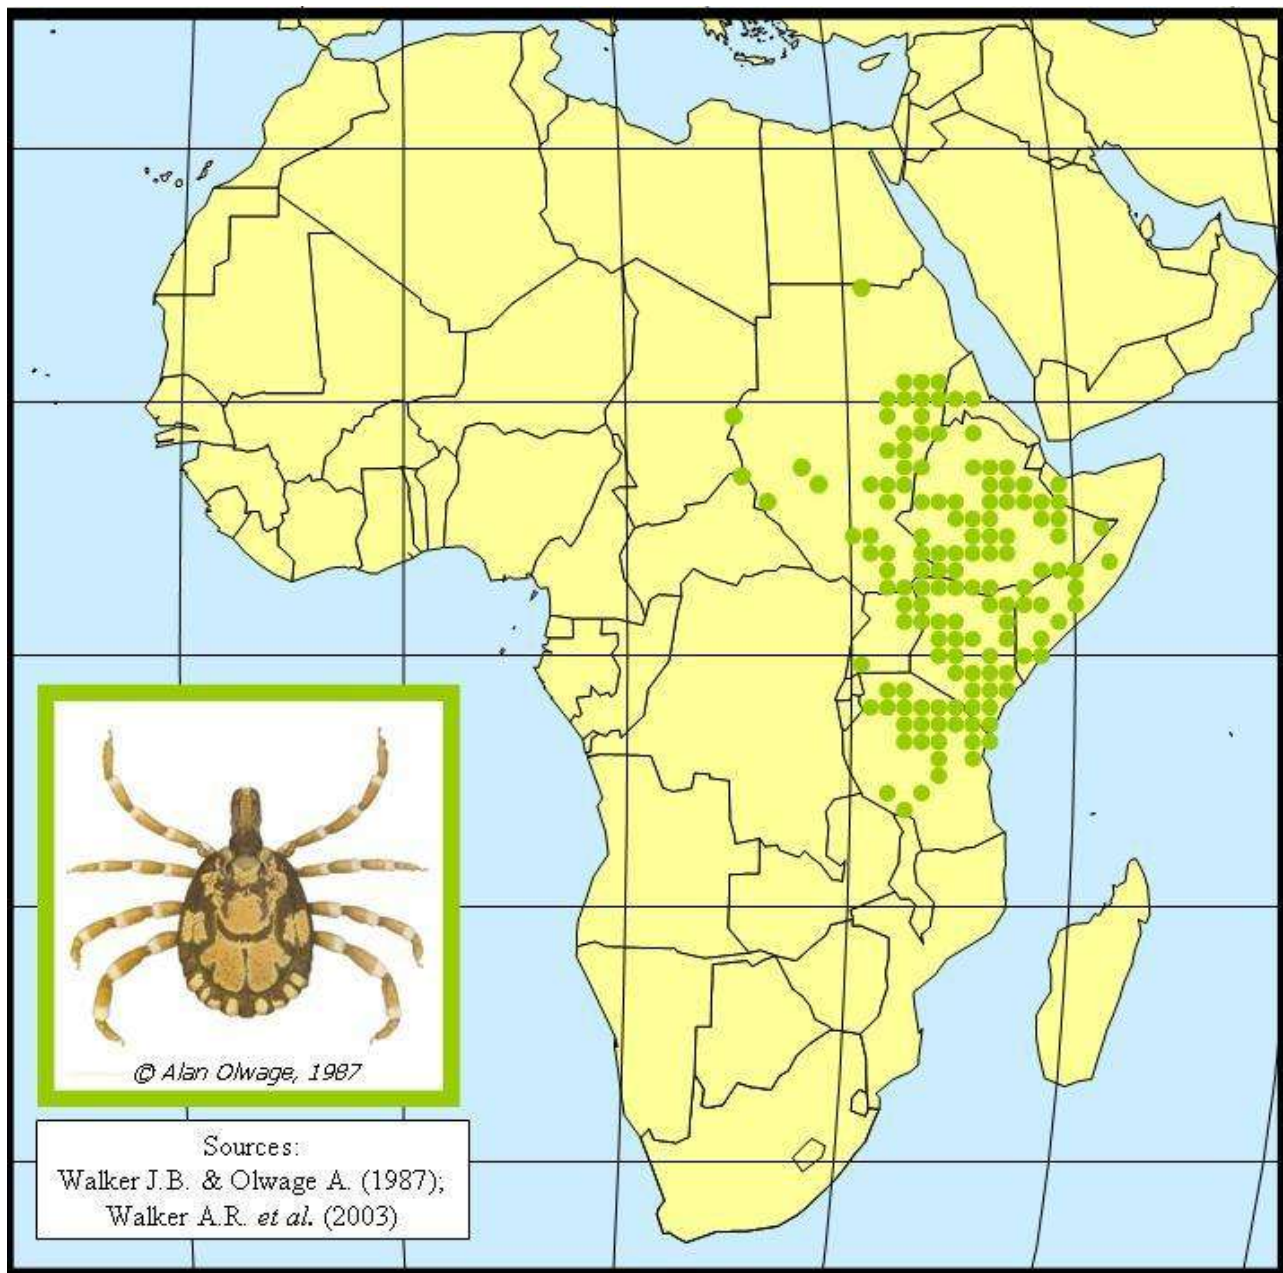 © Alan Olwage, 1987
Sources:
Walker J.B. & Olwage A. (1987);
Walker A.R. et al. (2003)